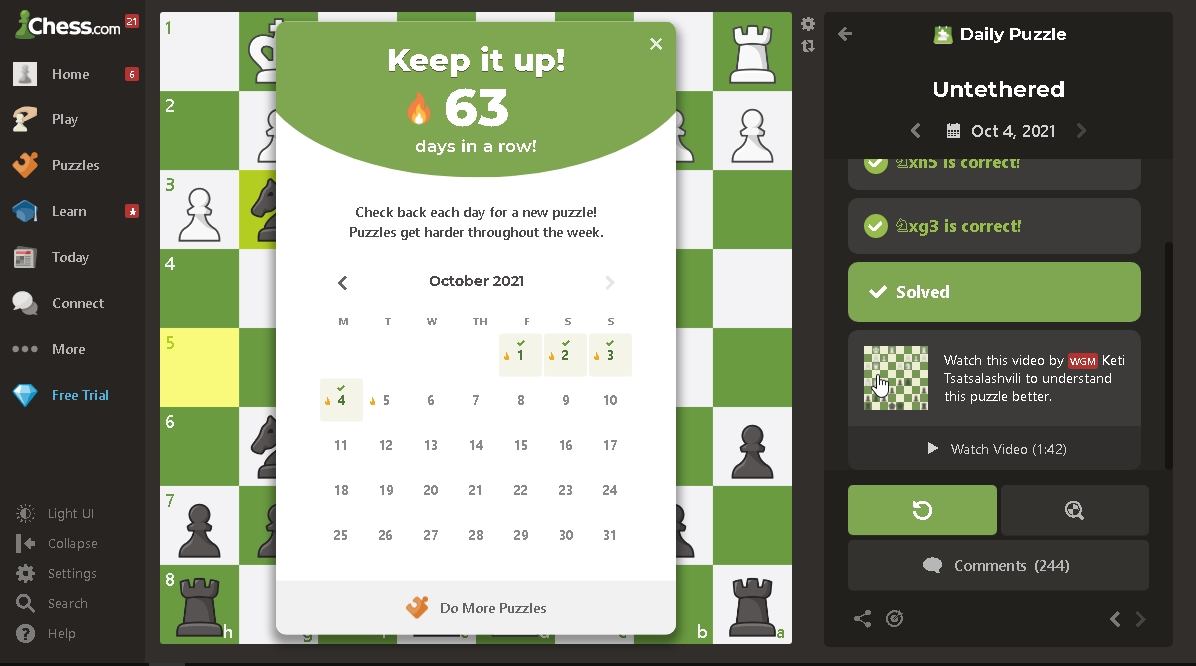 Chess.com 21
Home 6
Play
Puzzles
Learn
Today
Connect
More
Free Trial
Light UI
Collapse
Settings
Search
Help
1
2
3
4
5
6
7
8
h
b
a
Keep it up!
63
days in a row!
Check back each day for a new puzzle!
Puzzles get harder throughout the week.
October 2021
M T W TH F S S
1 2 3
4 5 6 7 8 9 10
11 12 13 14 15 16 17
18 19 20 21 22 23 24
25 26 27 28 29 30 31
Do More Puzzles
Daily Puzzle
Untethered
Oct 4, 2021
♘xh5 is correct!
♘xg3 is correct!
Solved
Watch this video by WGM Keti
Tsatsalashvili to understand
this puzzle better.
Watch Video (1:42)
Comments (244)